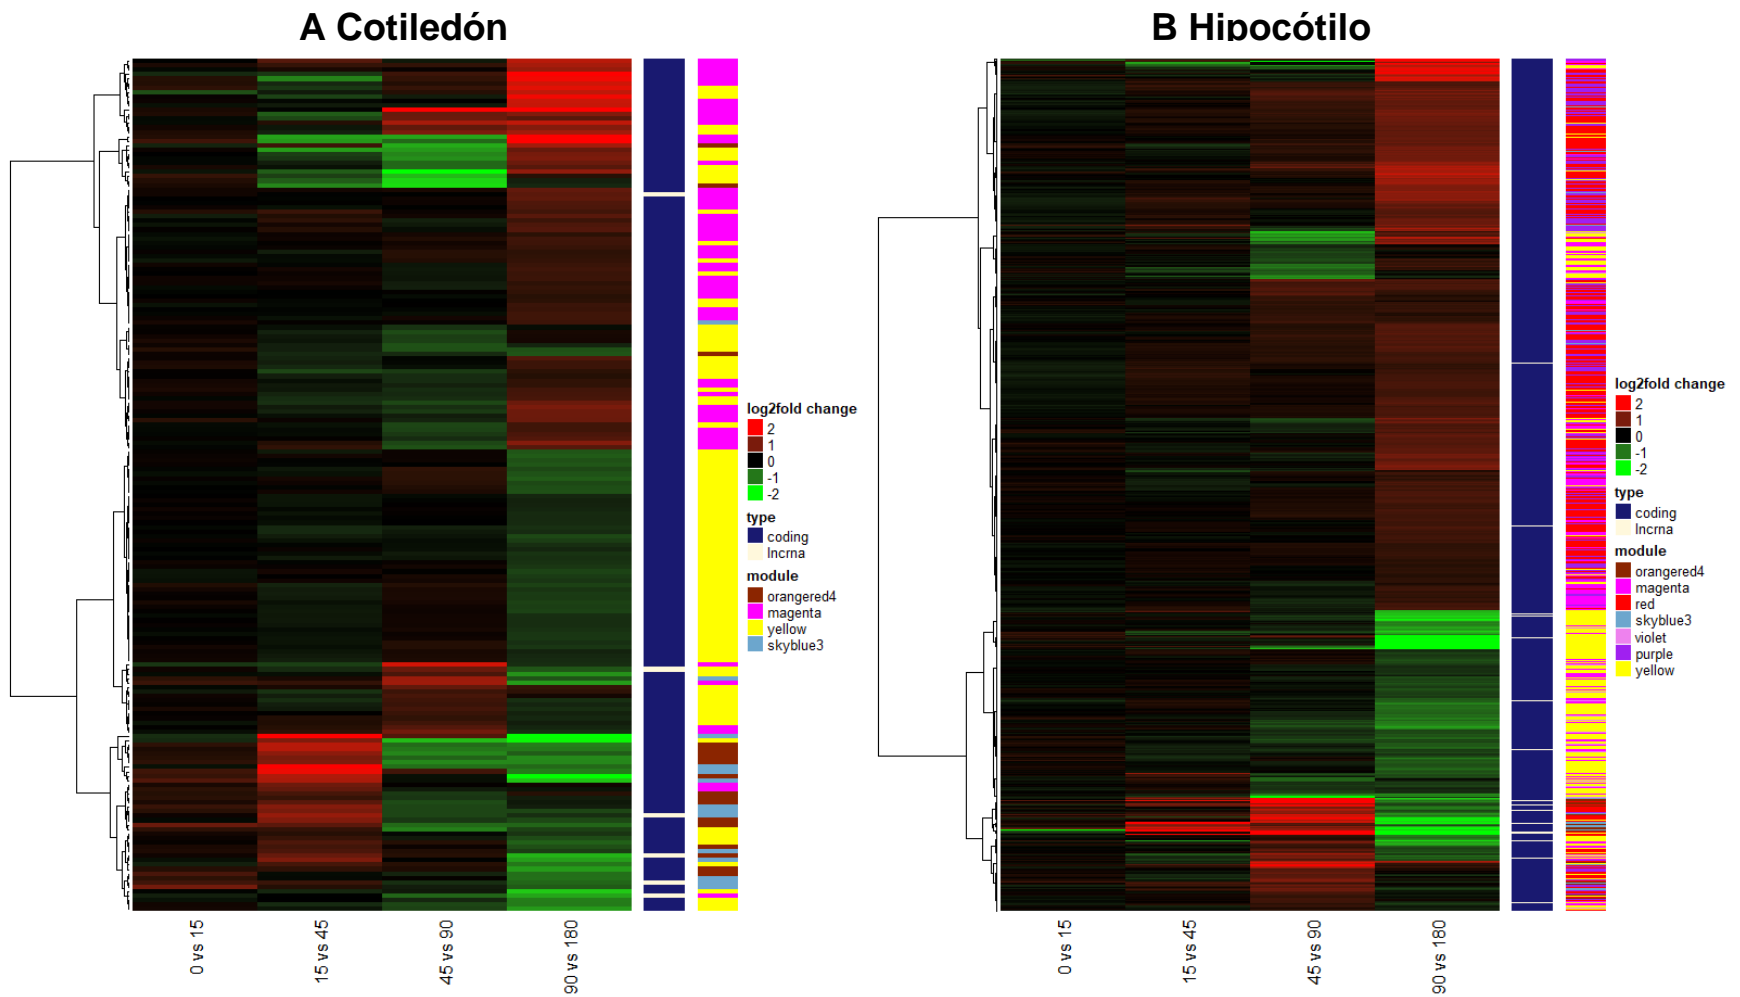 A Cotiledón
log2fold change
2
1
0
-1
-2
type
coding
lncrna
module
orangered4
magenta
yellow
skyblue3
0 vs 15
15 vs 45
45 vs 90
90 vs 180
B Hipocótilo
log2fold change
2
1
0
-1
-2
type
coding
lncrna
module
orangered4
magenta
red
skyblue3
violet
purple
yellow
0 vs 15
15 vs 45
45 vs 90
90 vs 180